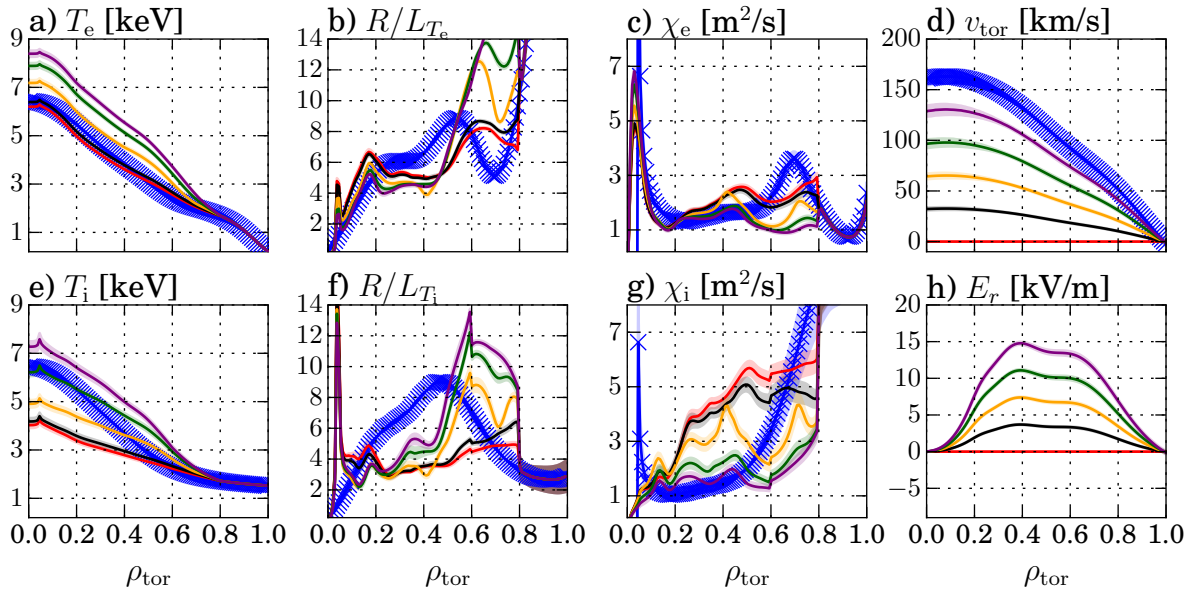 a) T_e [keV]
b) R/L_{T_e}
c) χ_e [m²/s]
d) v_tor [km/s]
9
7
5
3
1
14
12
10
8
6
4
2
7
5
3
1
200
150
100
50
0
e) T_i [keV]
f) R/L_{T_i}
g) χ_i [m²/s]
h) E_r [kV/m]
9
7
5
3
1
14
12
10
8
6
4
2
7
5
3
1
20
15
10
5
0
−5
0.0 0.2 0.4 0.6 0.8 1.0
0.0 0.2 0.4 0.6 0.8 1.0
0.0 0.2 0.4 0.6 0.8 1.0
0.0 0.2 0.4 0.6 0.8 1.0
ρ_tor
ρ_tor
ρ_tor
ρ_tor